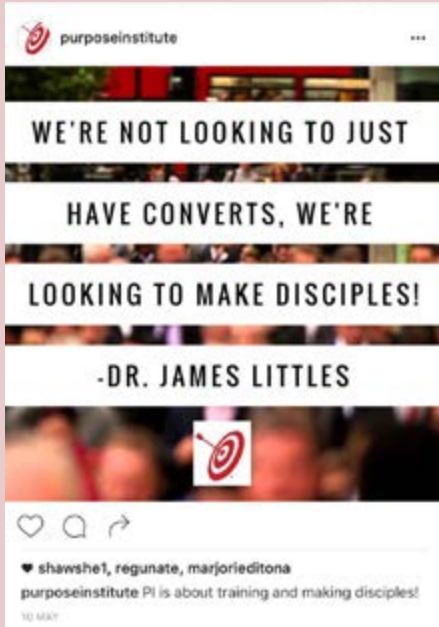 purposeinstitute
WE'RE NOT LOOKING TO JUST
HAVE CONVERTS, WE'RE
LOOKING TO MAKE DISCIPLES!
-DR. JAMES LITTLES
shawshe1, regunate, marjorieditona
purposeinstitute PI is about training and making disciples!
10 MAY